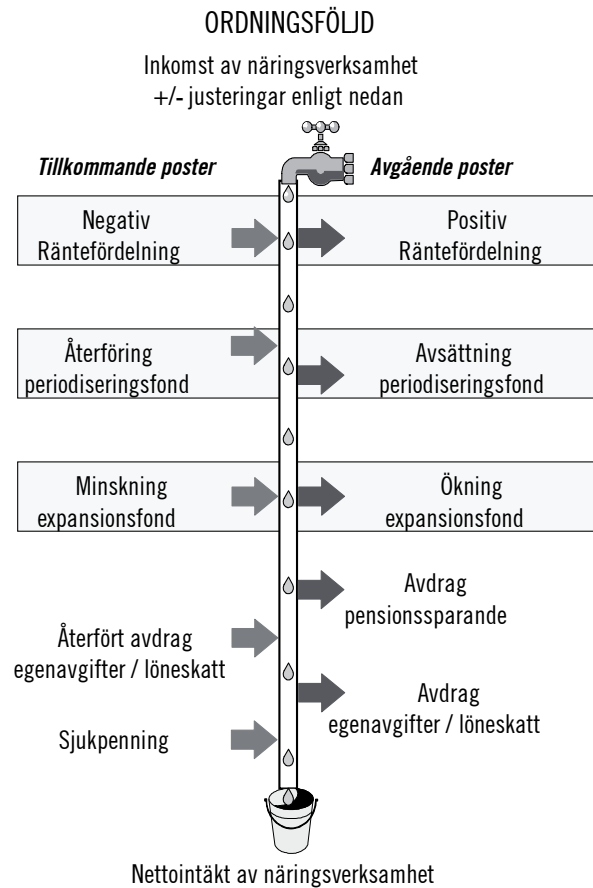 ORDNINGSFÖLJD
Inkomst av näringsverksamhet
+/- justeringar enligt nedan
Tillkommande poster
Avgående poster
Negativ
Räntefördelning
Positiv
Räntefördelning
Återföring
periodiseringsfond
Avsättning
periodiseringsfond
Minskning
expansionsfond
Ökning
expansionsfond
Avdrag
pensionssparande
Återfört avdrag
egenavgifter / löneskatt
Avdrag
egenavgifter / löneskatt
Sjukpenning
Nettointäkt av näringsverksamhet